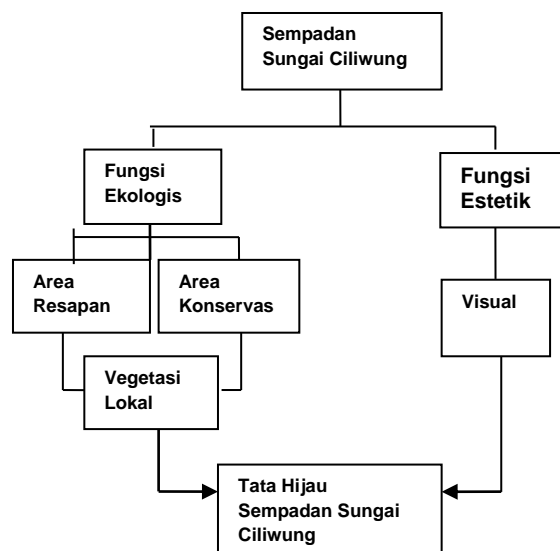 Sempadan
Sungai Ciliwung
Fungsi
Ekologis
Fungsi
Estetik
Area
Resapan
Area
Konservas
Visual
Vegetasi
Lokal
Tata Hijau
Sempadan Sungai
Ciliwung